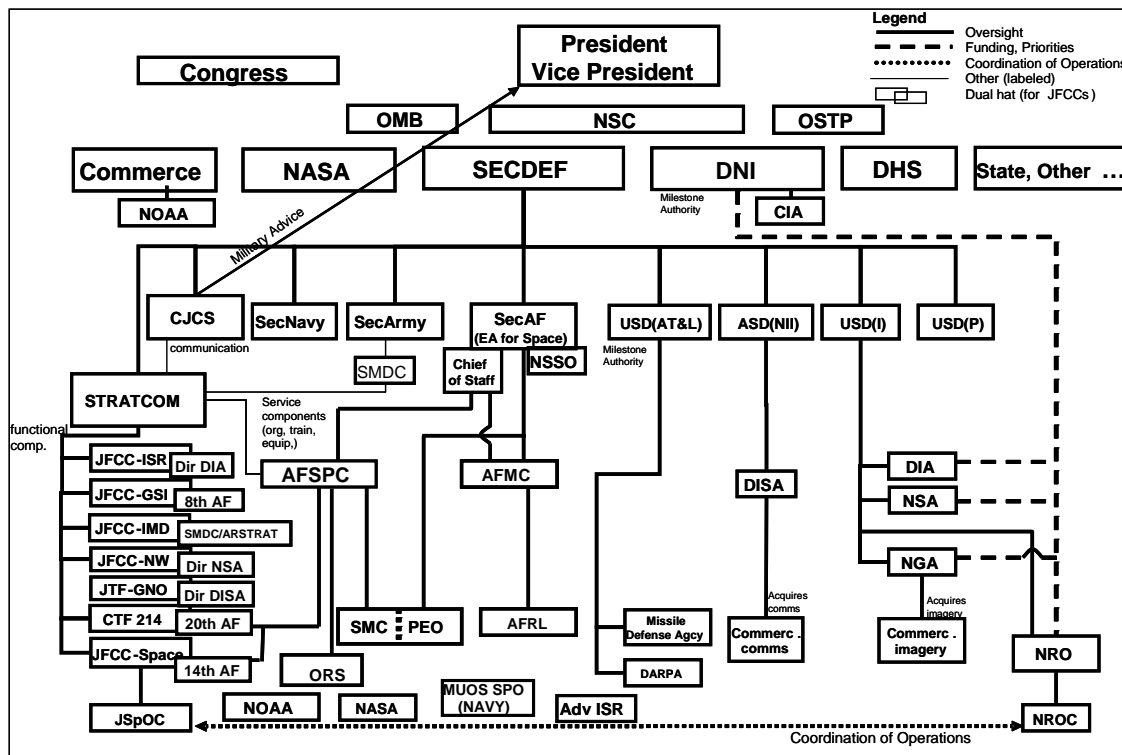 Legend
Oversight
Funding, Priorities
Coordination of Operations
Other (labeled)
Dual hat (for JFCCs)
President
Vice President
Congress
OMB
NSC
OSTP
Commerce
NASA
SECDEF
DNI
DHS
State, Other ...
NOAA
Milestone
Authority
CIA
Military Advice
CJCS
SecNavy
SecArmy
SecAF
(EA for Space)
USD(AT&L)
ASD(NII)
USD(I)
USD(P)
communication
SMDC
Chief
of Staff
NSSO
Milestone
Authority
STRATCOM
Service
components
(org, train,
equip,)
functional
comp.
JFCC-ISR
Dir DIA
AFSPC
AFMC
DISA
DIA
JFCC-GSI
8th AF
NSA
JFCC-IMD
SMDC/ARSTRAT
JFCC-NW
Dir NSA
NGA
JTF-GNO
Dir DISA
Acquires
comms
Acquires
imagery
CTF 214
20th AF
SMC
PEO
AFRL
Missile
Defense Agcy
Commerc .
comms
Commerc .
imagery
JFCC-Space
14th AF
ORS
DARPA
NRO
JSpOC
NOAA
NASA
MUOS SPO
(NAVY)
Adv ISR
NROC
Coordination of Operations